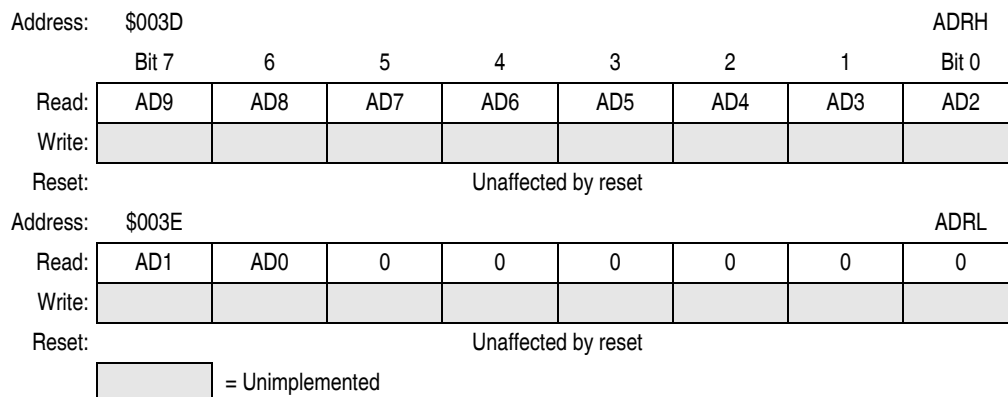 Address: $003D ADRH
Bit 7 6 5 4 3 2 1 Bit 0
Read: AD9 AD8 AD7 AD6 AD5 AD4 AD3 AD2
Write:
Reset: Unaffected by reset
Address: $003E ADRL
Read: AD1 AD0 0 0 0 0 0 0
Write:
Reset: Unaffected by reset
= Unimplemented